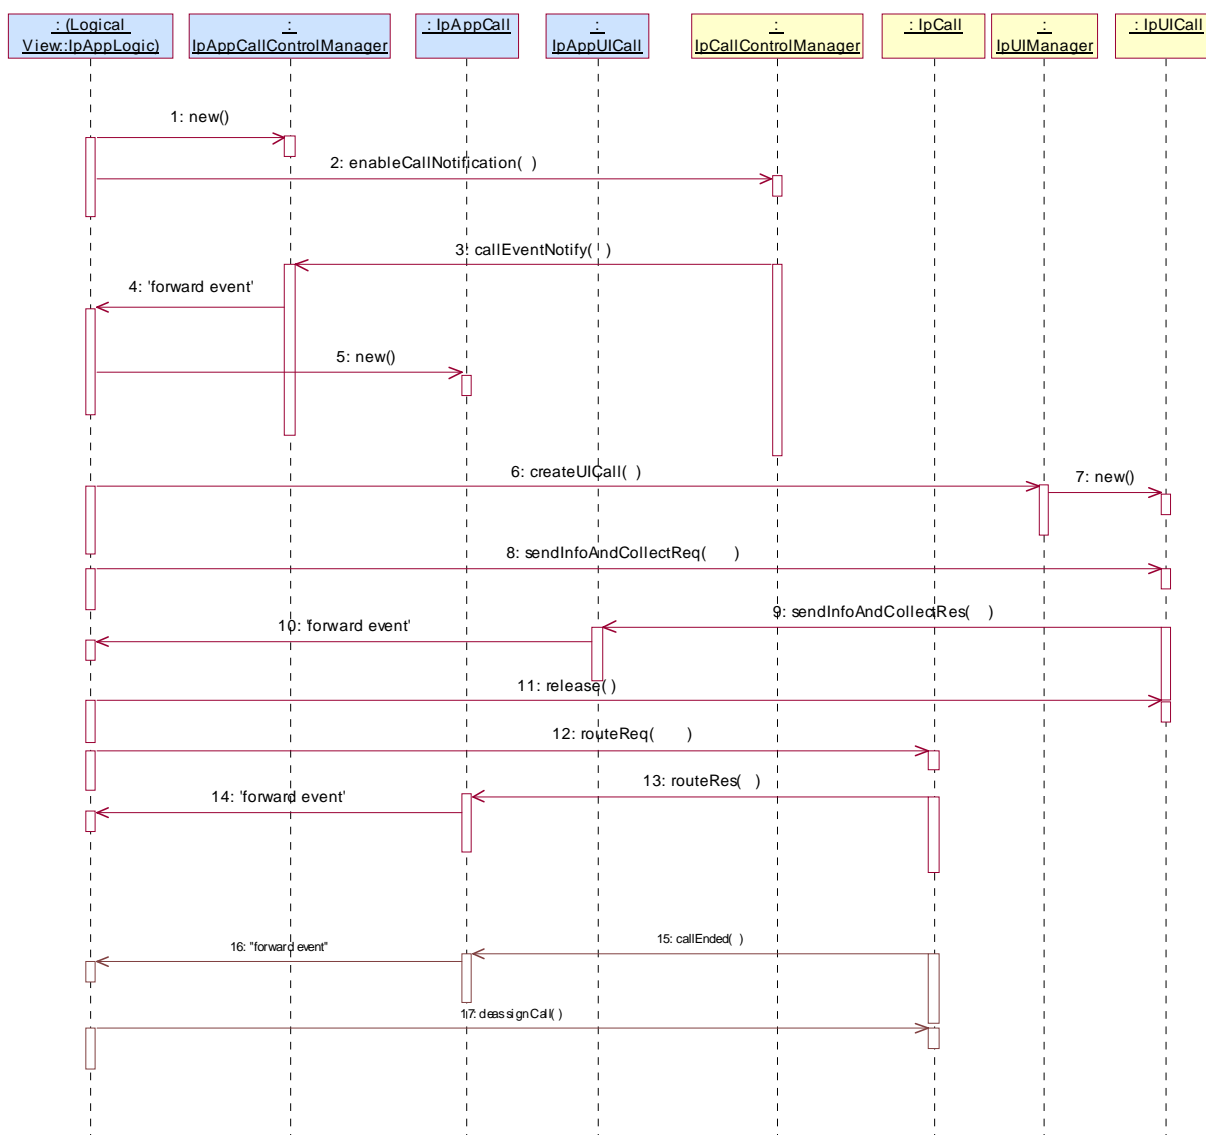 : (Logical
View::IpAppLogic)
:
IpAppCallControlManager
: IpAppCall
:
IpAppUICall
:
IpCallControlManager
: IpCall
:
IpUIManager
: IpUICall
1: new()
2: enableCallNotification( )
3: callEventNotify( )
4: 'forward event'
5: new()
6: createUICall( )
7: new()
8: sendInfoAndCollectReq( )
9: sendInfoAndCollectRes( )
10: 'forward event'
11: release( )
12: routeReq( )
13: routeRes( )
14: 'forward event'
15: callEnded( )
16: "forward event"
17: deassignCall( )